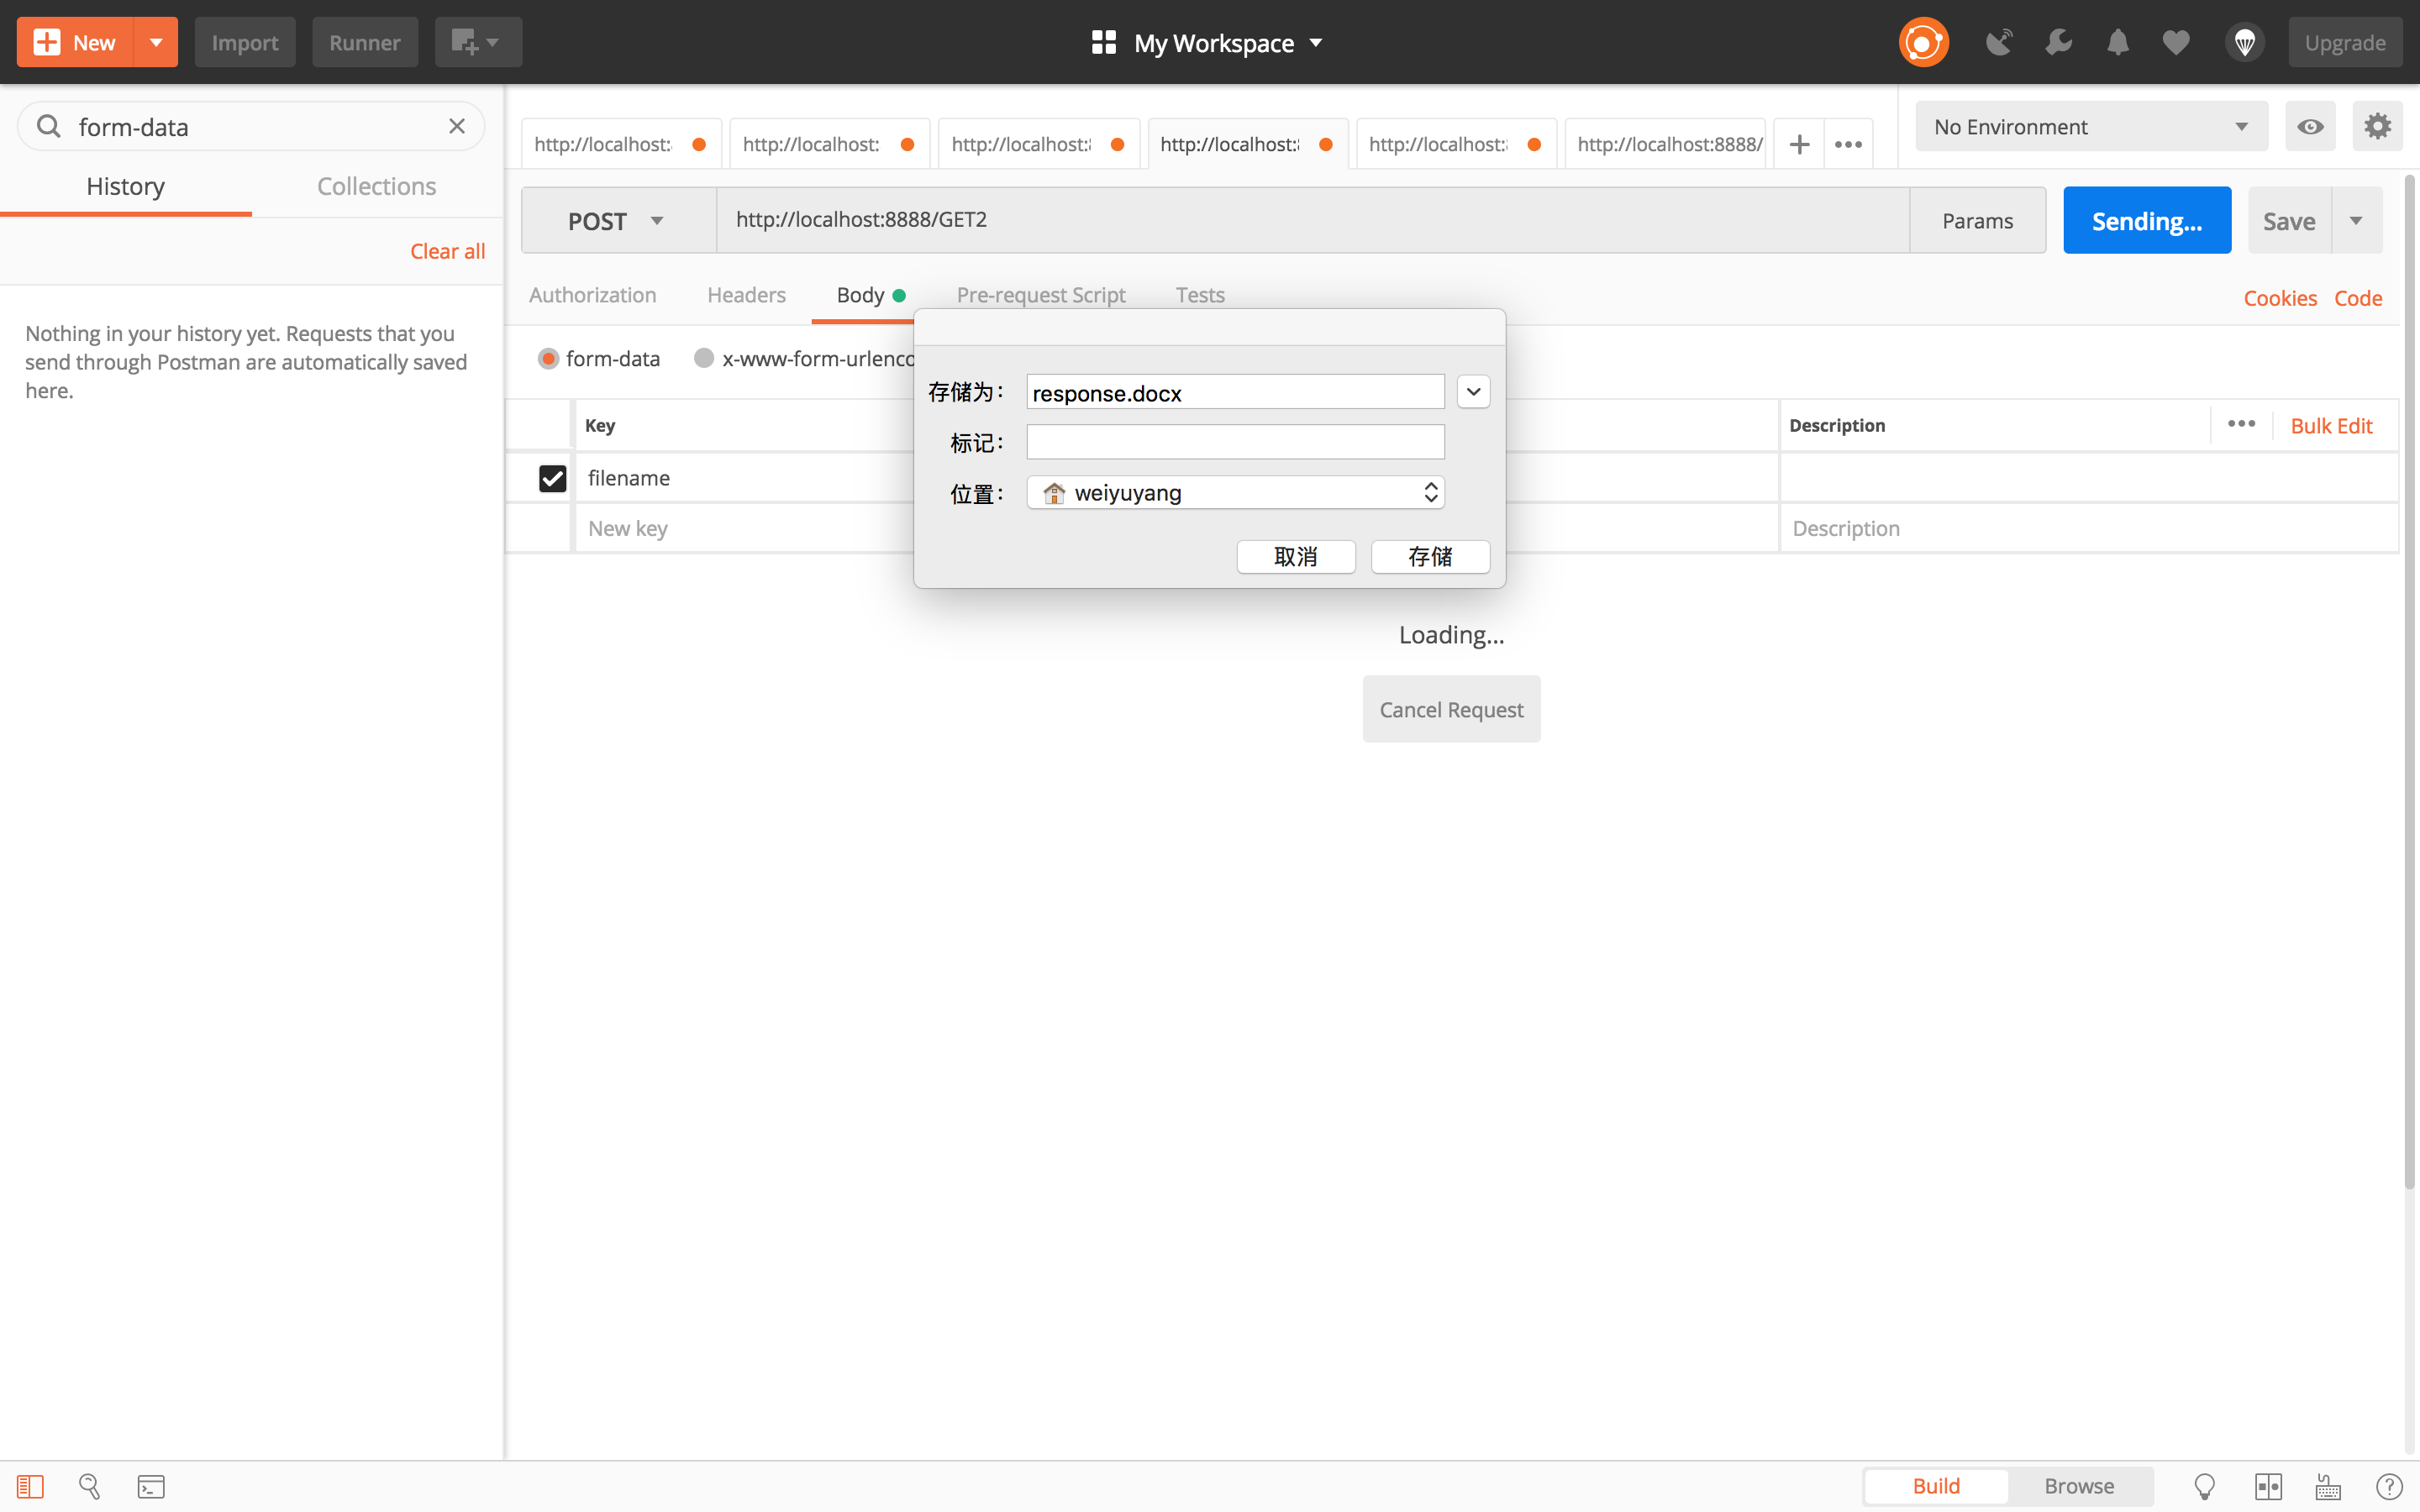 New
Import
Runner
My Workspace
Upgrade
form-data
History
Collections
Clear all
Nothing in your history yet. Requests that you
send through Postman are automatically saved
here.
http://localhost:
http://localhost:
http://localhost:
http://localhost:
http://localhost:
http://localhost:8888/
No Environment
POST
http://localhost:8888/GET2
Params
Sending...
Save
Authorization
Headers
Body
Pre-request Script
Tests
Cookies
Code
form-data
x-www-form-urlenco
Key
Description
Bulk Edit
filename
New key
Description
存储为：
response.docx
标记：
位置：
weiyuyang
取消
存储
Loading...
Cancel Request
Build
Browse